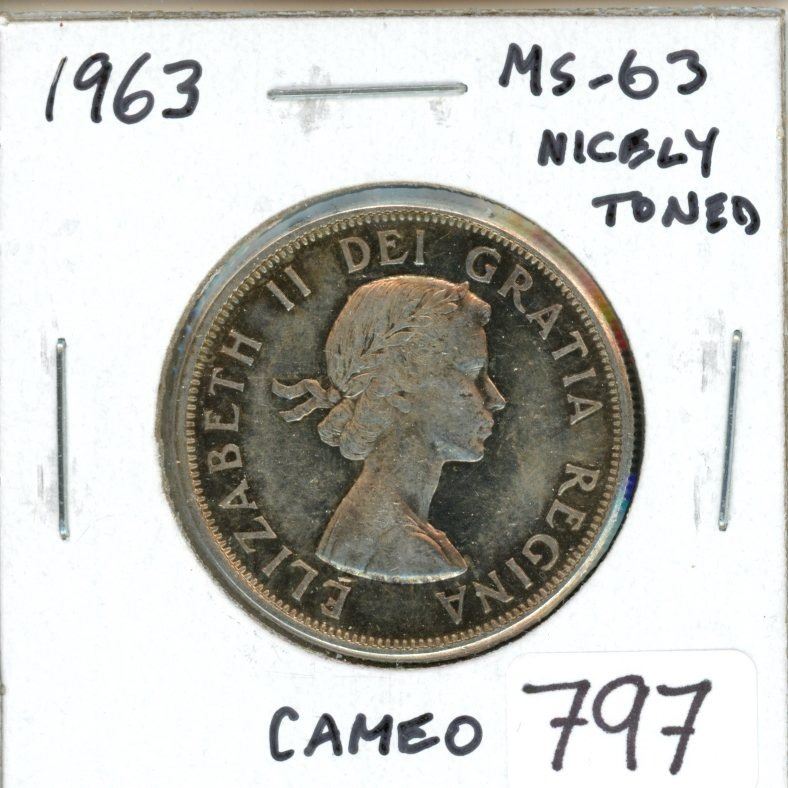 1963
MS-63
NICELY
TONED
ELIZABETH II DEI GRATIA REGINA
CAMEO
797